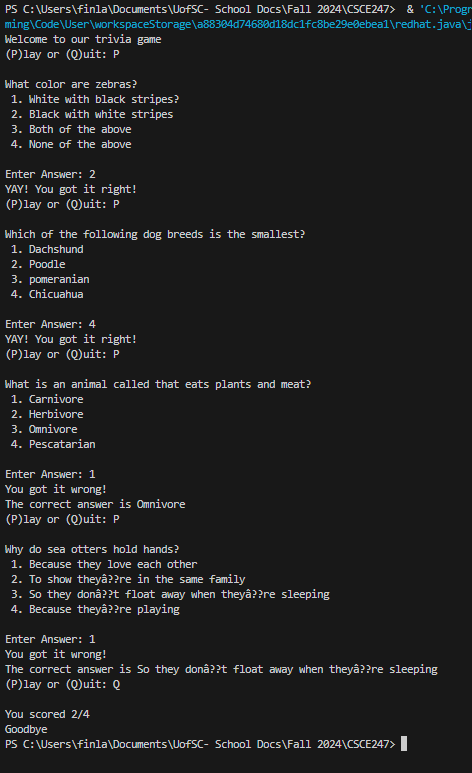 PS C:\Users\finla\Documents\UofSC- School Docs\Fall 2024\CSCE247>  & 'C:\Progr
ming\Code\User\workspaceStorage\a88304d74680d18dc1fc8be29e0ebea1\redhat.java\j
Welcome to our trivia game
(P)lay or (Q)uit: P
What color are zebras?
1. White with black stripes?
2. Black with white stripes
3. Both of the above
4. None of the above
Enter Answer: 2
YAY! You got it right!
(P)lay or (Q)uit: P
Which of the following dog breeds is the smallest?
1. Dachshund
2. Poodle
3. pomeranian
4. Chicuahua
Enter Answer: 4
YAY! You got it right!
(P)lay or (Q)uit: P
What is an animal called that eats plants and meat?
1. Carnivore
2. Herbivore
3. Omnivore
4. Pescatarian
Enter Answer: 1
You got it wrong!
The correct answer is Omnivore
(P)lay or (Q)uit: P
Why do sea otters hold hands?
1. Because they love each other
2. To show theyâ??re in the same family
3. So they donâ??t float away when theyâ??re sleeping
4. Because theyâ??re playing
Enter Answer: 1
You got it wrong!
The correct answer is So they donâ??t float away when theyâ??re sleeping
(P)lay or (Q)uit: Q
You scored 2/4
Goodbye
PS C:\Users\finla\Documents\UofSC- School Docs\Fall 2024\CSCE247>